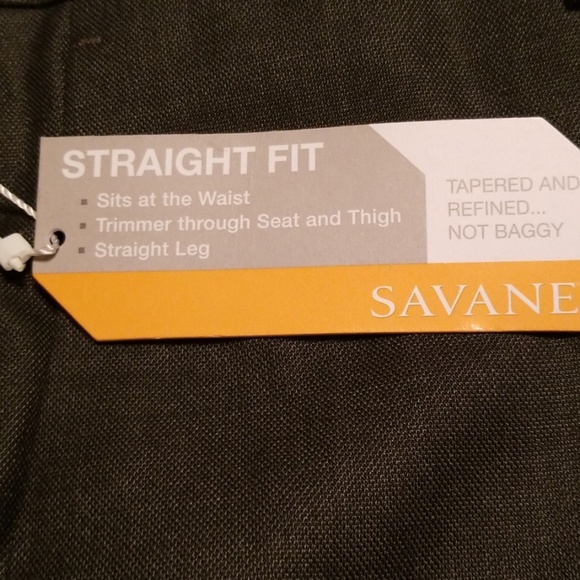 STRAIGHT FIT
▪ Sits at the Waist
▪ Trimmer through Seat and Thigh
▪ Straight Leg
TAPERED AND
REFINED...
NOT BAGGY
SAVANE